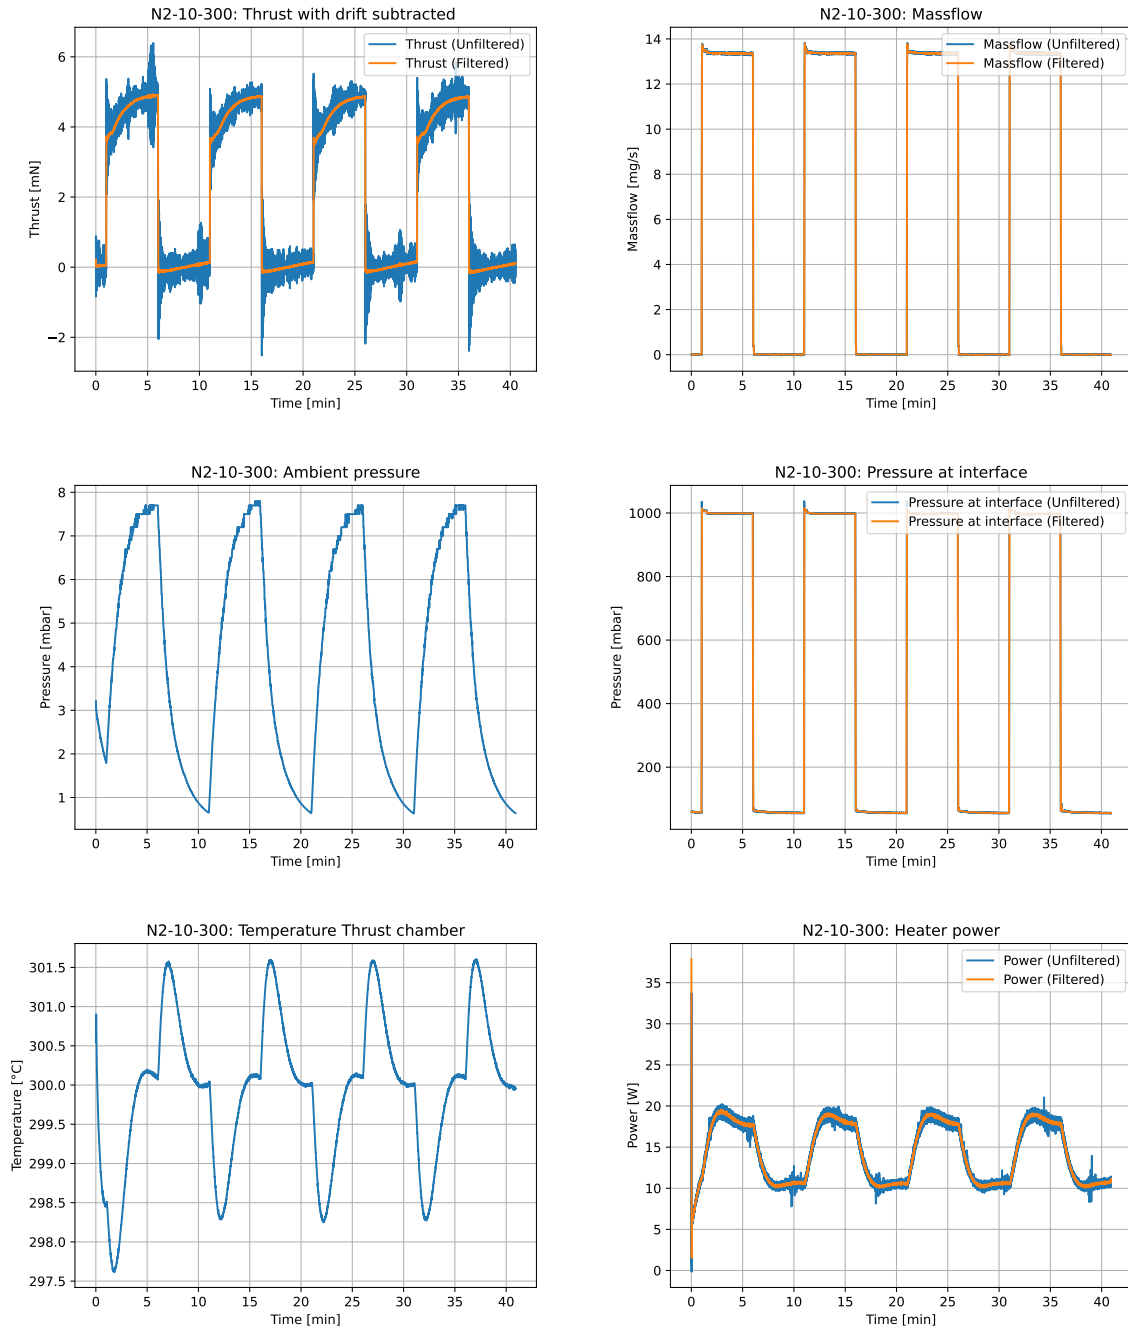 N2-10-300: Thrust with drift subtracted
Thrust [mN]
6
4
2
0
−2
Thrust (Unfiltered)
Thrust (Filtered)
0 5 10 15 20 25 30 35 40
Time [min]
N2-10-300: Massflow
Massflow [mg/s]
14
12
10
8
6
4
2
0
Massflow (Unfiltered)
Massflow (Filtered)
0 5 10 15 20 25 30 35 40
Time [min]
N2-10-300: Ambient pressure
Pressure [mbar]
8
7
6
5
4
3
2
1
0 5 10 15 20 25 30 35 40
Time [min]
N2-10-300: Pressure at interface
Pressure [mbar]
1000
800
600
400
200
Pressure at interface (Unfiltered)
Pressure at interface (Filtered)
0 5 10 15 20 25 30 35 40
Time [min]
N2-10-300: Temperature Thrust chamber
Temperature [°C]
301.5
301.0
300.5
300.0
299.5
299.0
298.5
298.0
297.5
0 5 10 15 20 25 30 35 40
Time [min]
N2-10-300: Heater power
Power [W]
35
30
25
20
15
10
5
0
Power (Unfiltered)
Power (Filtered)
0 5 10 15 20 25 30 35 40
Time [min]